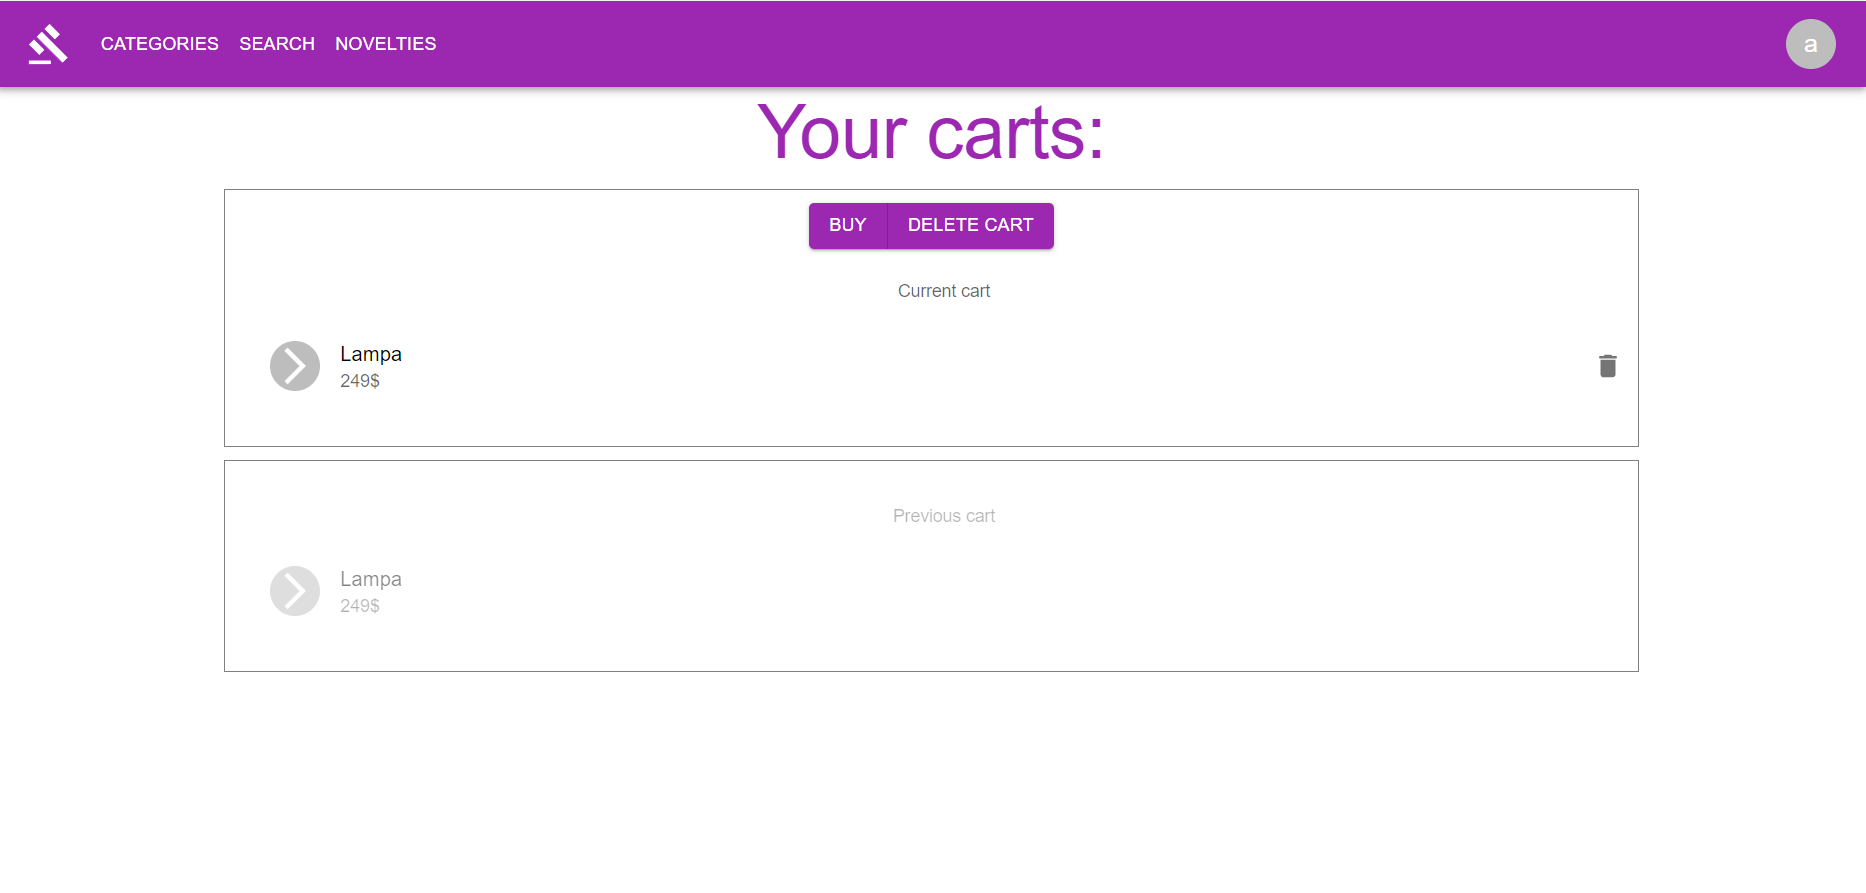 CATEGORIES SEARCH NOVELTIES a
Your carts:
BUY DELETE CART
Current cart
Lampa
249$
Previous cart
Lampa
249$